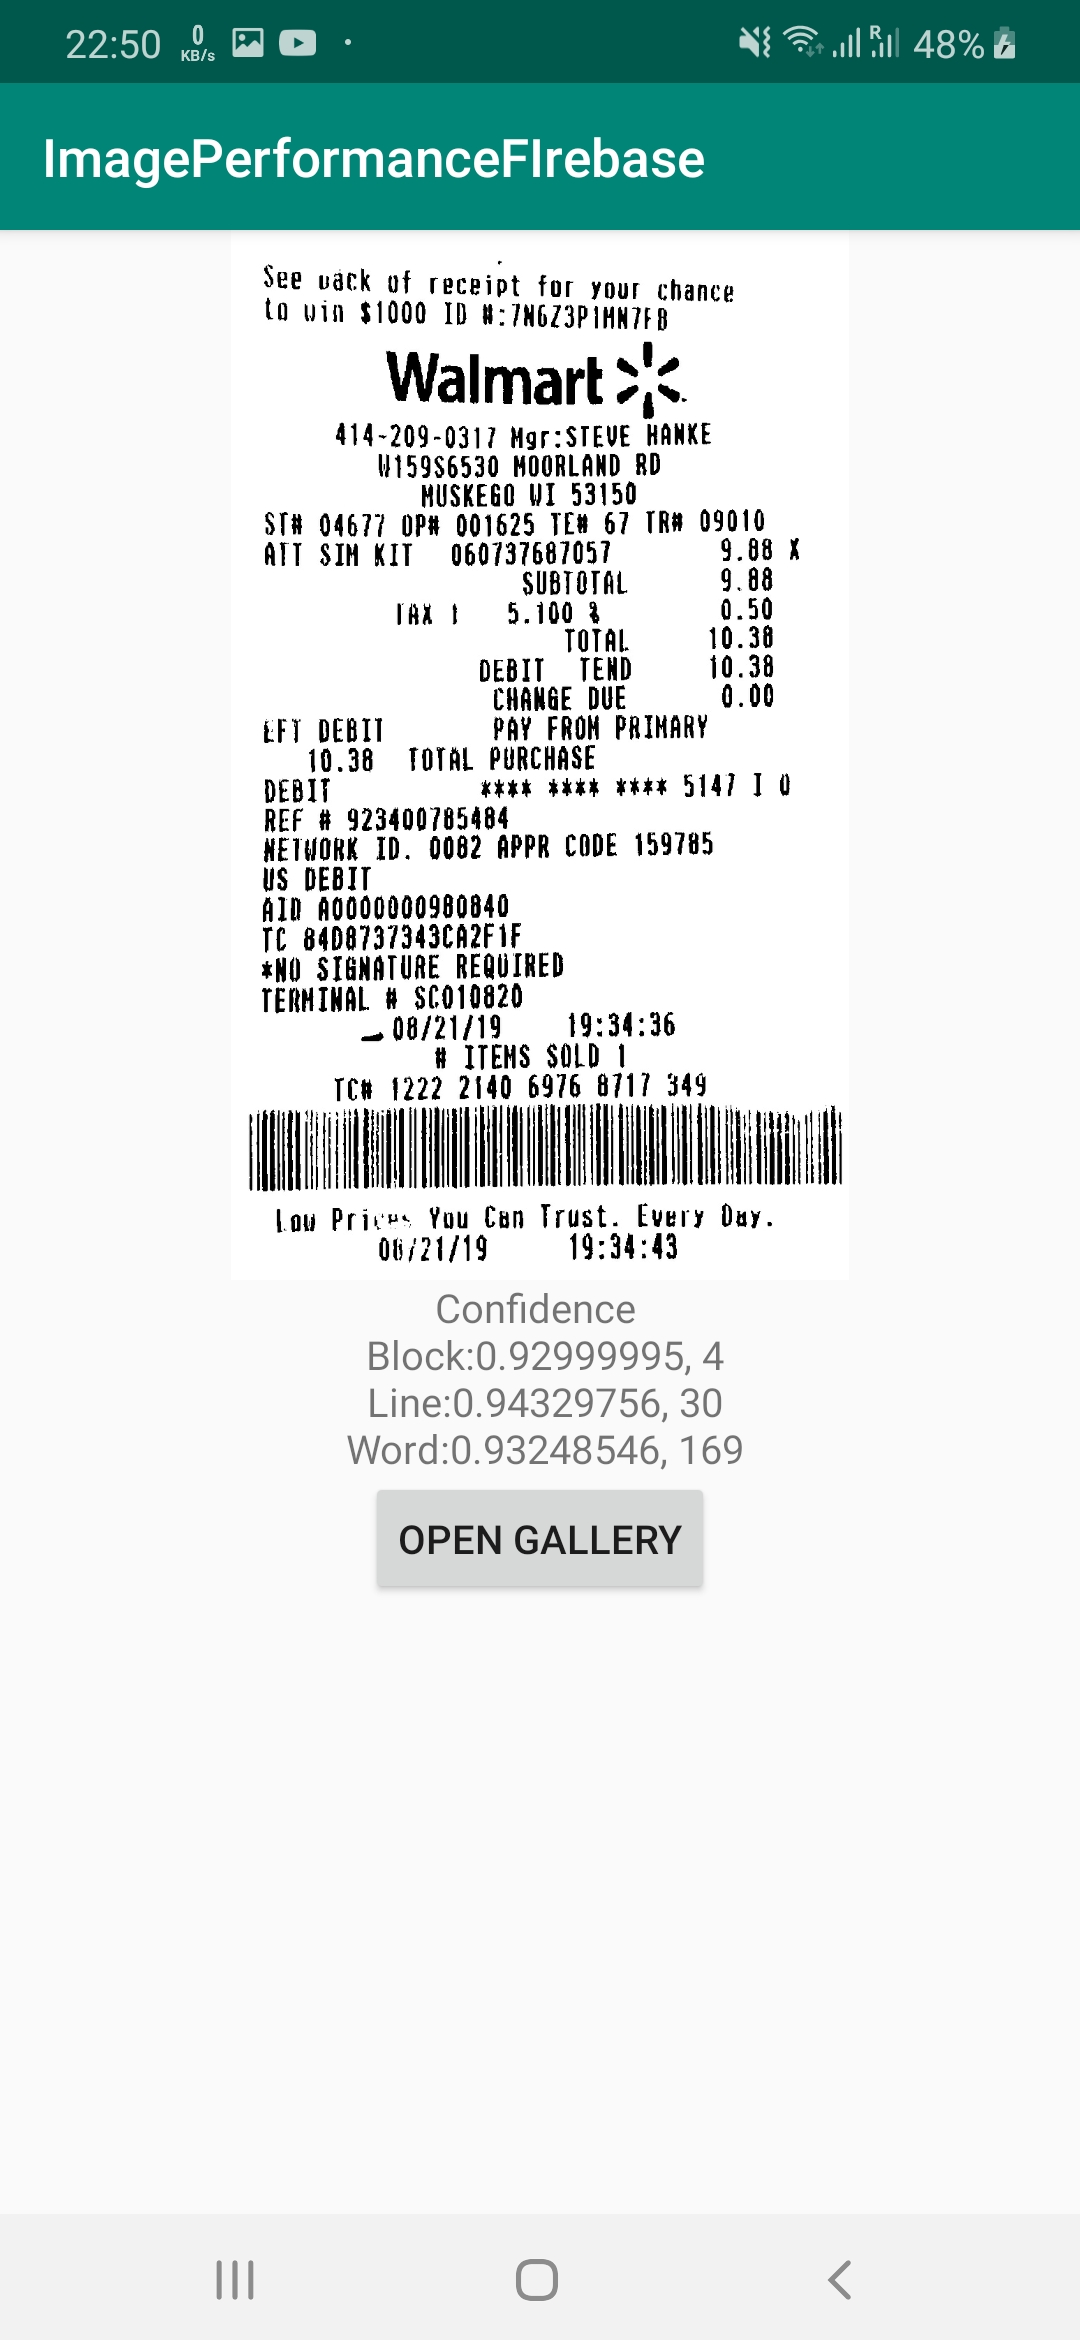 22:50 0 KB/s R 48%
ImagePerformanceFIrebase
See back of receipt for your chance
to win $1000 ID #:7N6Z3P1MN7FB
Walmart
414-209-0317 Mgr:STEVE HANKE
W159S6530 MOORLAND RD
MUSKEGO WI 53150
ST# 04677 OP# 001625 TE# 67 TR# 09010
ATT SIM KIT 060737687057 9.88 X
SUBTOTAL 9.88
TAX 1 5.100 % 0.50
TOTAL 10.38
DEBIT TEND 10.38
CHANGE DUE 0.00
EFT DEBIT PAY FROM PRIMARY
10.38 TOTAL PURCHASE
DEBIT **** **** **** 5147 I 0
REF # 923400785484
NETWORK ID. 0082 APPR CODE 159785
US DEBIT
AID A0000000980840
TC 84D8737343CA2F1F
*NO SIGNATURE REQUIRED
TERMINAL # SC010820
08/21/19 19:34:36
# ITEMS SOLD 1
TC# 1222 2140 6976 8717 349
Low Prices You Can Trust. Every Day.
08/21/19 19:34:43
Confidence
Block:0.92999995, 4
Line:0.94329756, 30
Word:0.93248546, 169
OPEN GALLERY